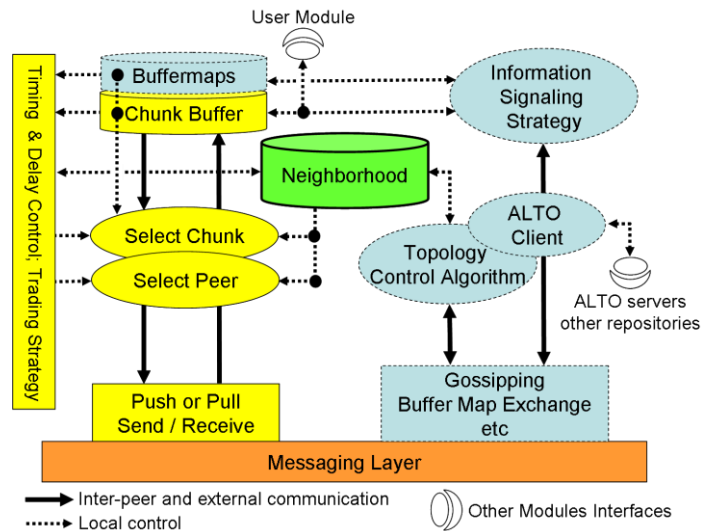 User Module
Buffermaps
Chunk Buffer
Information
Signaling
Strategy
Timing & Delay Control; Trading Strategy
Neighborhood
Select Chunk
Select Peer
ALTO
Client
Topology
Control Algorithm
ALTO servers
other repositories
Push or Pull
Send / Receive
Gossipping
Buffer Map Exchange
etc
Messaging Layer
Inter-peer and external communication
Local control
Other Modules Interfaces